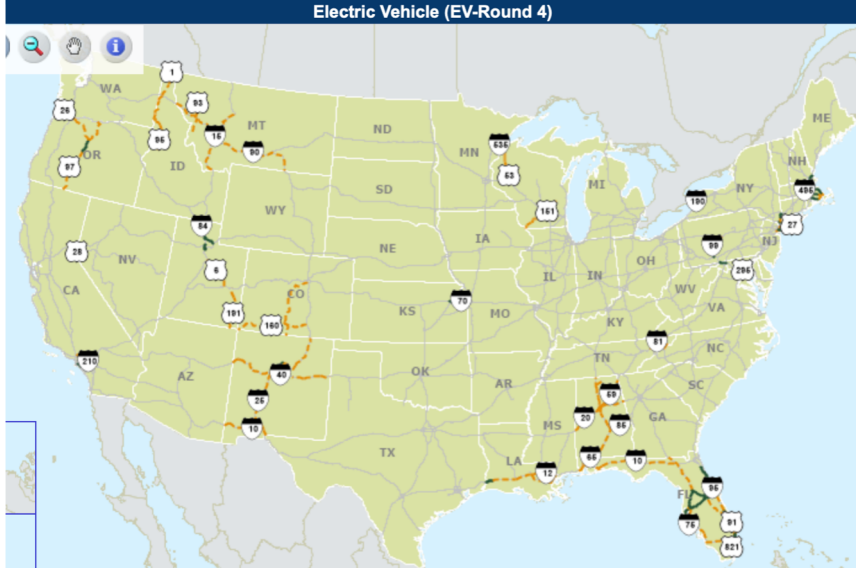 Electric Vehicle (EV-Round 4)
i
1
WA
93
ME
26
MT
ND
15
OR
95
535
NH
MN
90
53
97
ID
MI
495
NY
SD
190
151
WY
84
27
IA
NJ
28
NE
99
NV
6
OH
295
IL
IN
CA
CO
70
WV
191
KS
MO
VA
160
KY
81
210
TN
NC
AZ
40
OK
AR
59
SC
25
20
MS
85
GA
10
TX
65
10
LA
12
95
FL
75
91
821